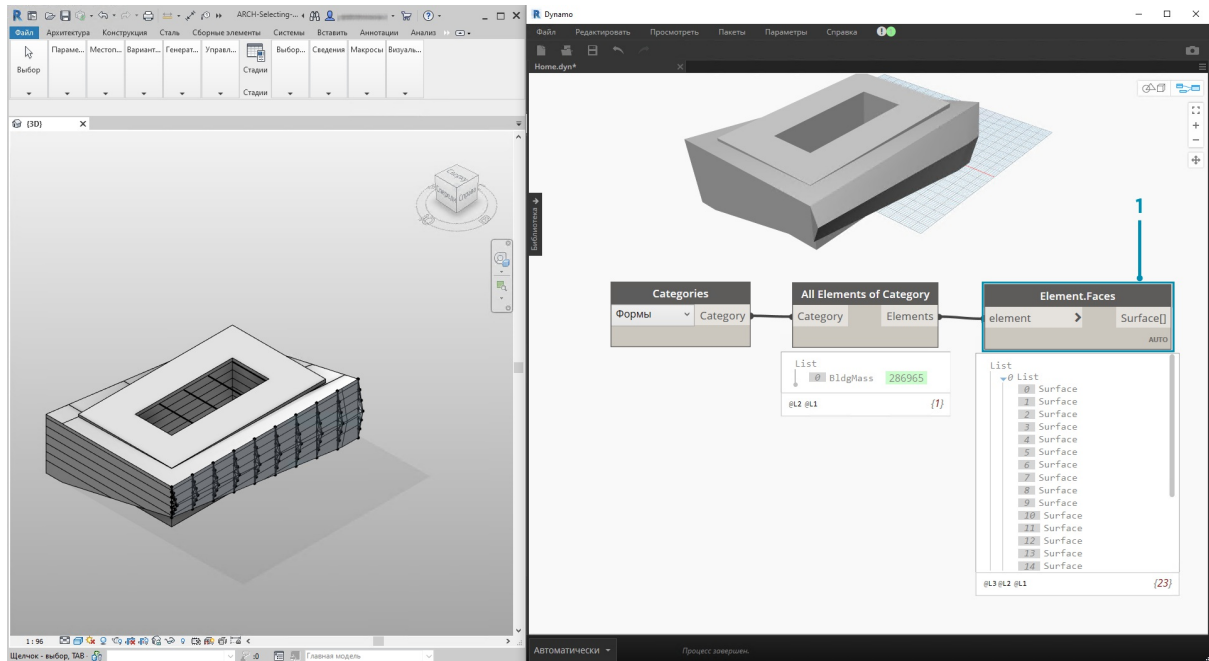 ARCH-Selecting-...
Файл Архитектура Конструкция Сталь Сборные элементы Системы Вставить Аннотации Анализ
Параме... Местоп... Вариант... Генерат... Управл... Выбор... Сведения Макросы Визуаль...
Выбор
Стадии
Стадии
{3D}
1 : 96
Щелчок - выбор, TAB -
:0
Главная модель
Dynamo
Файл Редактировать Просмотреть Пакеты Параметры Справка
Home.dyn*
Библиотека
1
Categories
Формы
Category
All Elements of Category
Category Elements
List
0 BldgMass 286965
@L2 @L1 {1}
Element.Faces
element > Surface[]
AUTO
List
0 List
0 Surface
1 Surface
2 Surface
3 Surface
4 Surface
5 Surface
6 Surface
7 Surface
8 Surface
9 Surface
10 Surface
11 Surface
12 Surface
13 Surface
14 Surface
@L3 @L2 @L1 {23}
Автоматически
Процесс завершен.